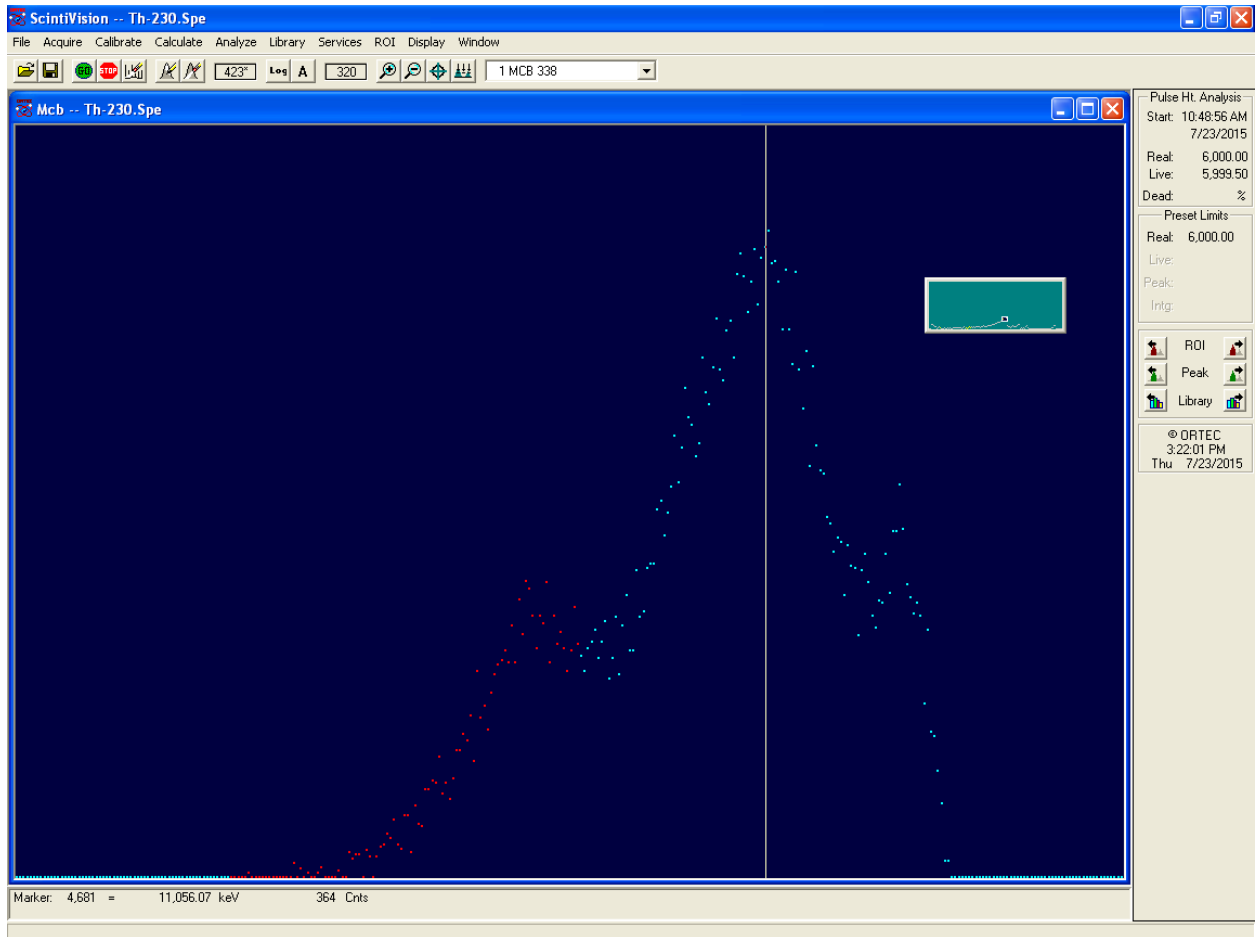 ScintiVision -- Th-230.Spe
File Acquire Calibrate Calculate Analyze Library Services ROI Display Window
GO STOP 423* Log A 320 1 MCB 338
Mcb -- Th-230.Spe
Pulse Ht. Analysis
Start: 10:48:56 AM
7/23/2015
Real: 6,000.00
Live: 5,999.50
Dead: %
Preset Limits
Real: 6,000.00
Live:
Peak:
Intg:
ROI
Peak
Library
© ORTEC
3:22:01 PM
Thu 7/23/2015
Marker: 4,681 = 11,056.07 keV 364 Cnts